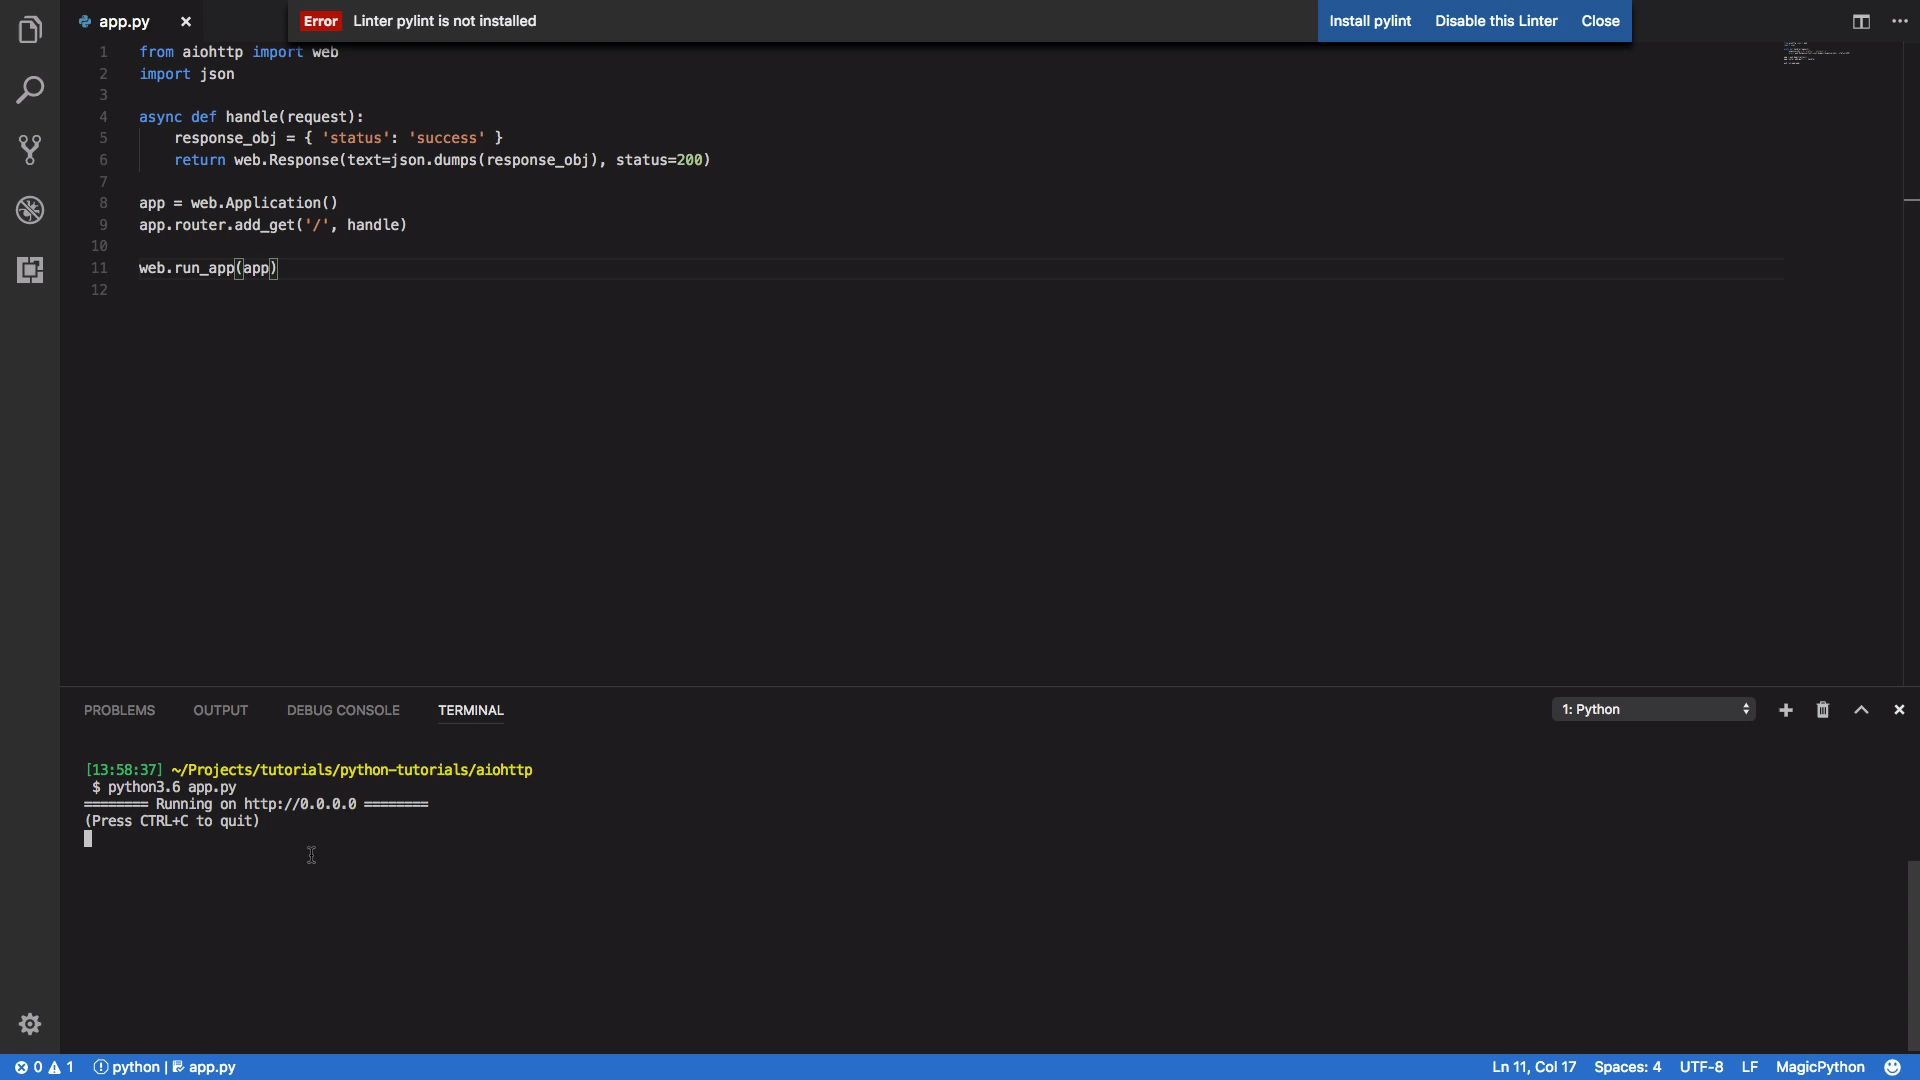 app.py
Error Linter pylint is not installed
Install pylint Disable this Linter Close
1 from aiohttp import web
2 import json
3
4 async def handle(request):
5 response_obj = { 'status': 'success' }
6 return web.Response(text=json.dumps(response_obj), status=200)
7
8 app = web.Application()
9 app.router.add_get('/', handle)
10
11 web.run_app(app)
12
PROBLEMS OUTPUT DEBUG CONSOLE TERMINAL
1: Python
[13:58:37] ~/Projects/tutorials/python-tutorials/aiohttp
$ python3.6 app.py
======== Running on http://0.0.0.0 ========
(Press CTRL+C to quit)
0 1 python | app.py
Ln 11, Col 17 Spaces: 4 UTF-8 LF MagicPython